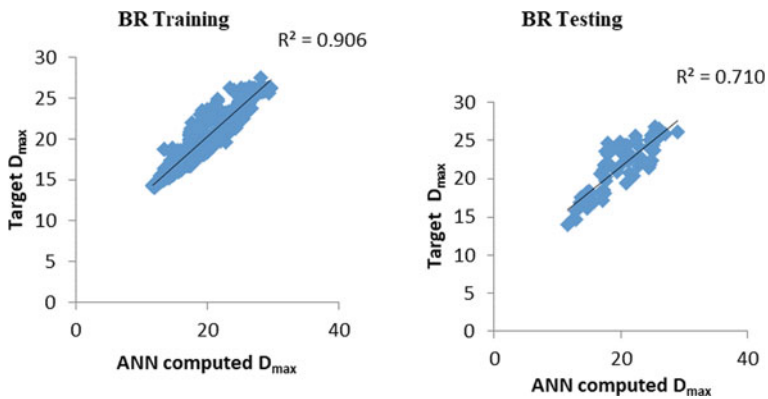 BR Training
R² = 0.906
30
25
20
15
10
5
0
Target Dmax
0 20 40
ANN computed Dmax
BR Testing
R² = 0.710
30
25
20
15
10
5
0
Target Dmax
0 20 40
ANN computed Dmax